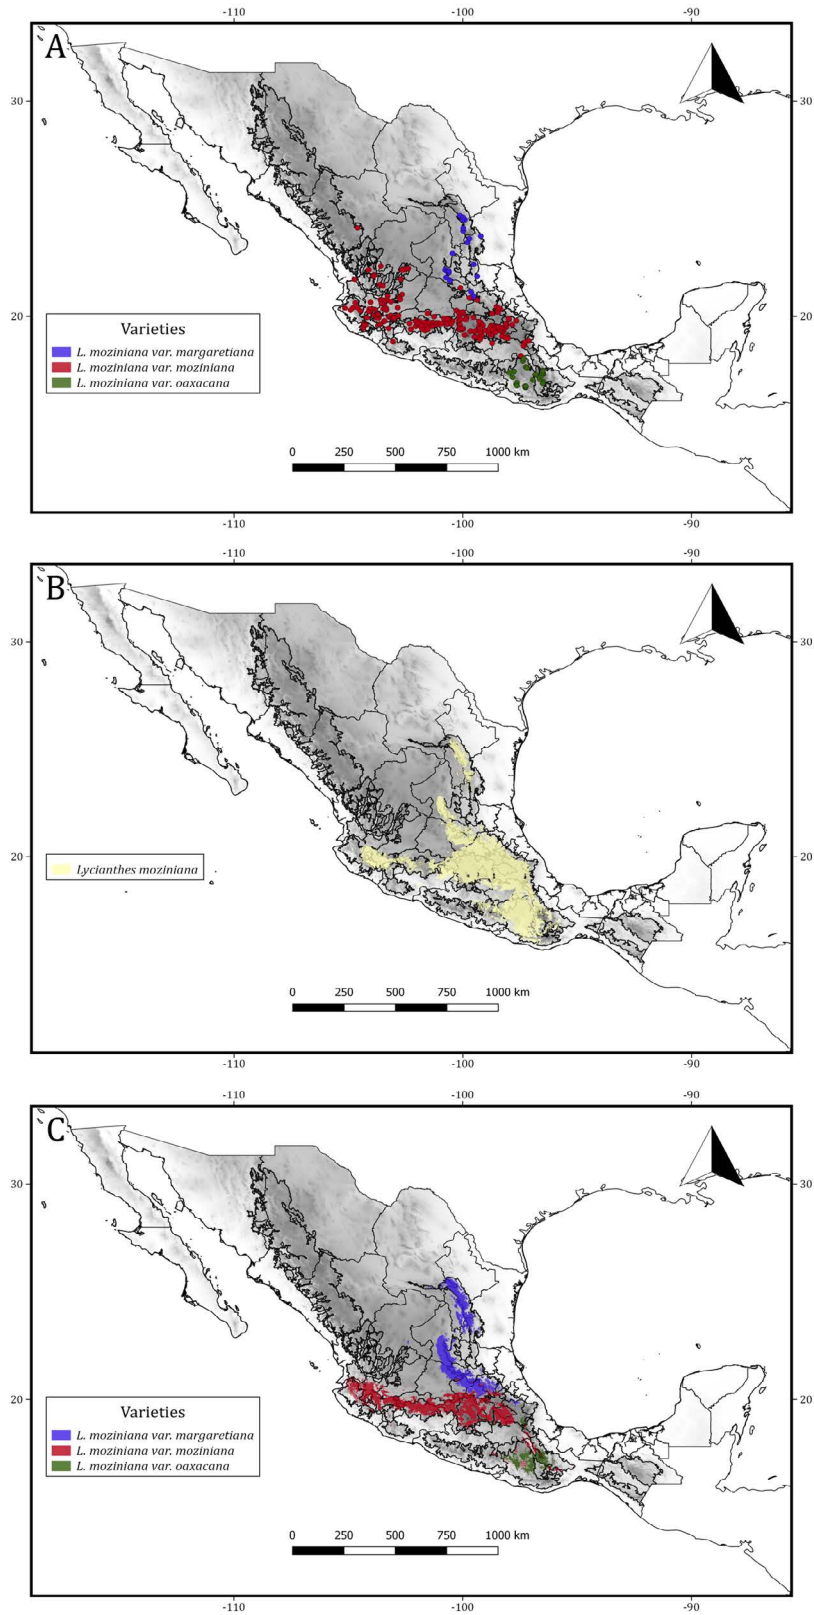 -110 -100 -90
A
30 30
20 20
Varieties
L. moziniana var. margaretiana
L. moziniana var. moziniana
L. moziniana var. oaxacana
0 250 500 750 1000 km
-110 -100 -90
-110 -100 -90
B
30 30
20 20
Lycianthes moziniana
0 250 500 750 1000 km
-110 -100 -90
-110 -100 -90
C
30 30
20 20
Varieties
L. moziniana var. margaretiana
L. moziniana var. moziniana
L. moziniana var. oaxacana
0 250 500 750 1000 km
-110 -100 -90